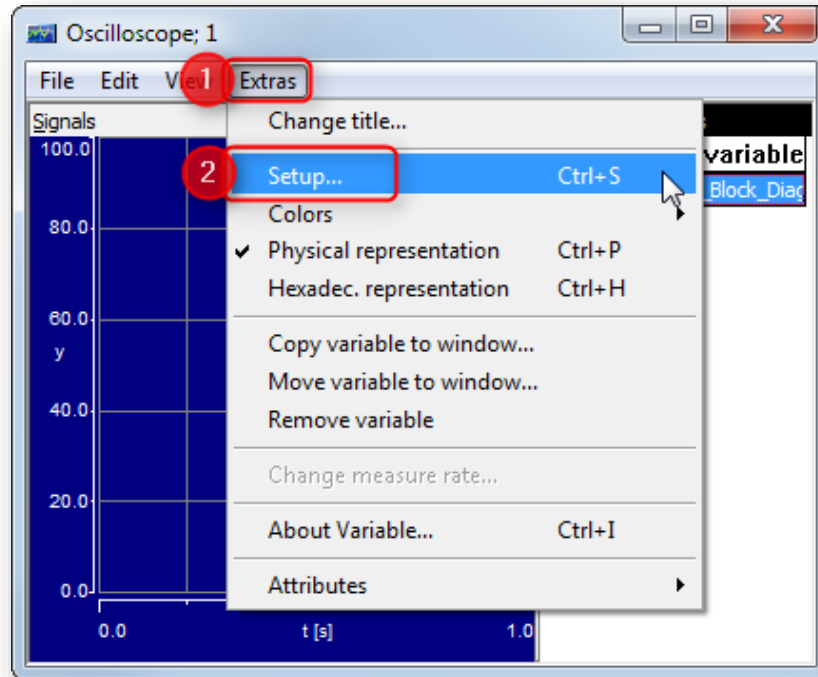 Oscilloscope; 1
File Edit View Extras
1
Signals
Change title...
2
Setup... Ctrl+S
Colors
Physical representation Ctrl+P
Hexadec. representation Ctrl+H
Copy variable to window...
Move variable to window...
Remove variable
Change measure rate...
About Variable... Ctrl+I
Attributes
variable
_Block_Diag
100.0
80.0
60.0
y
40.0
20.0
0.0
0.0 t [s] 1.0